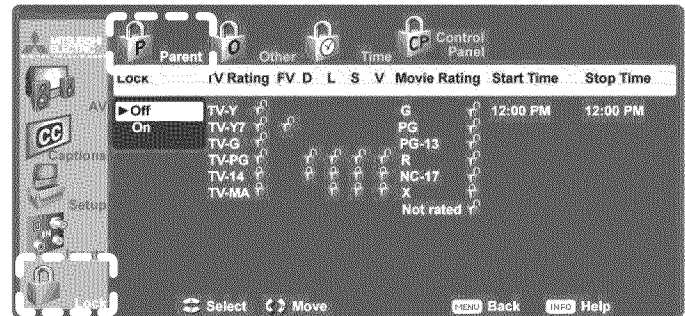 MITSUBISHI
ELECTRIC
P Parent
O Other
Time
CP Control
Panel
Lock TV Rating FV D L S V Movie Rating Start Time Stop Time
Off TV-Y G 12:00 PM 12:00 PM
On TV-Y7 PG
TV-G PG-13
TV-PG R
TV-14 NC-17
TV-MA X
Not rated
AV
CC
Captions
Setup
IN
Lock
Select Move MENU Back INFO Help